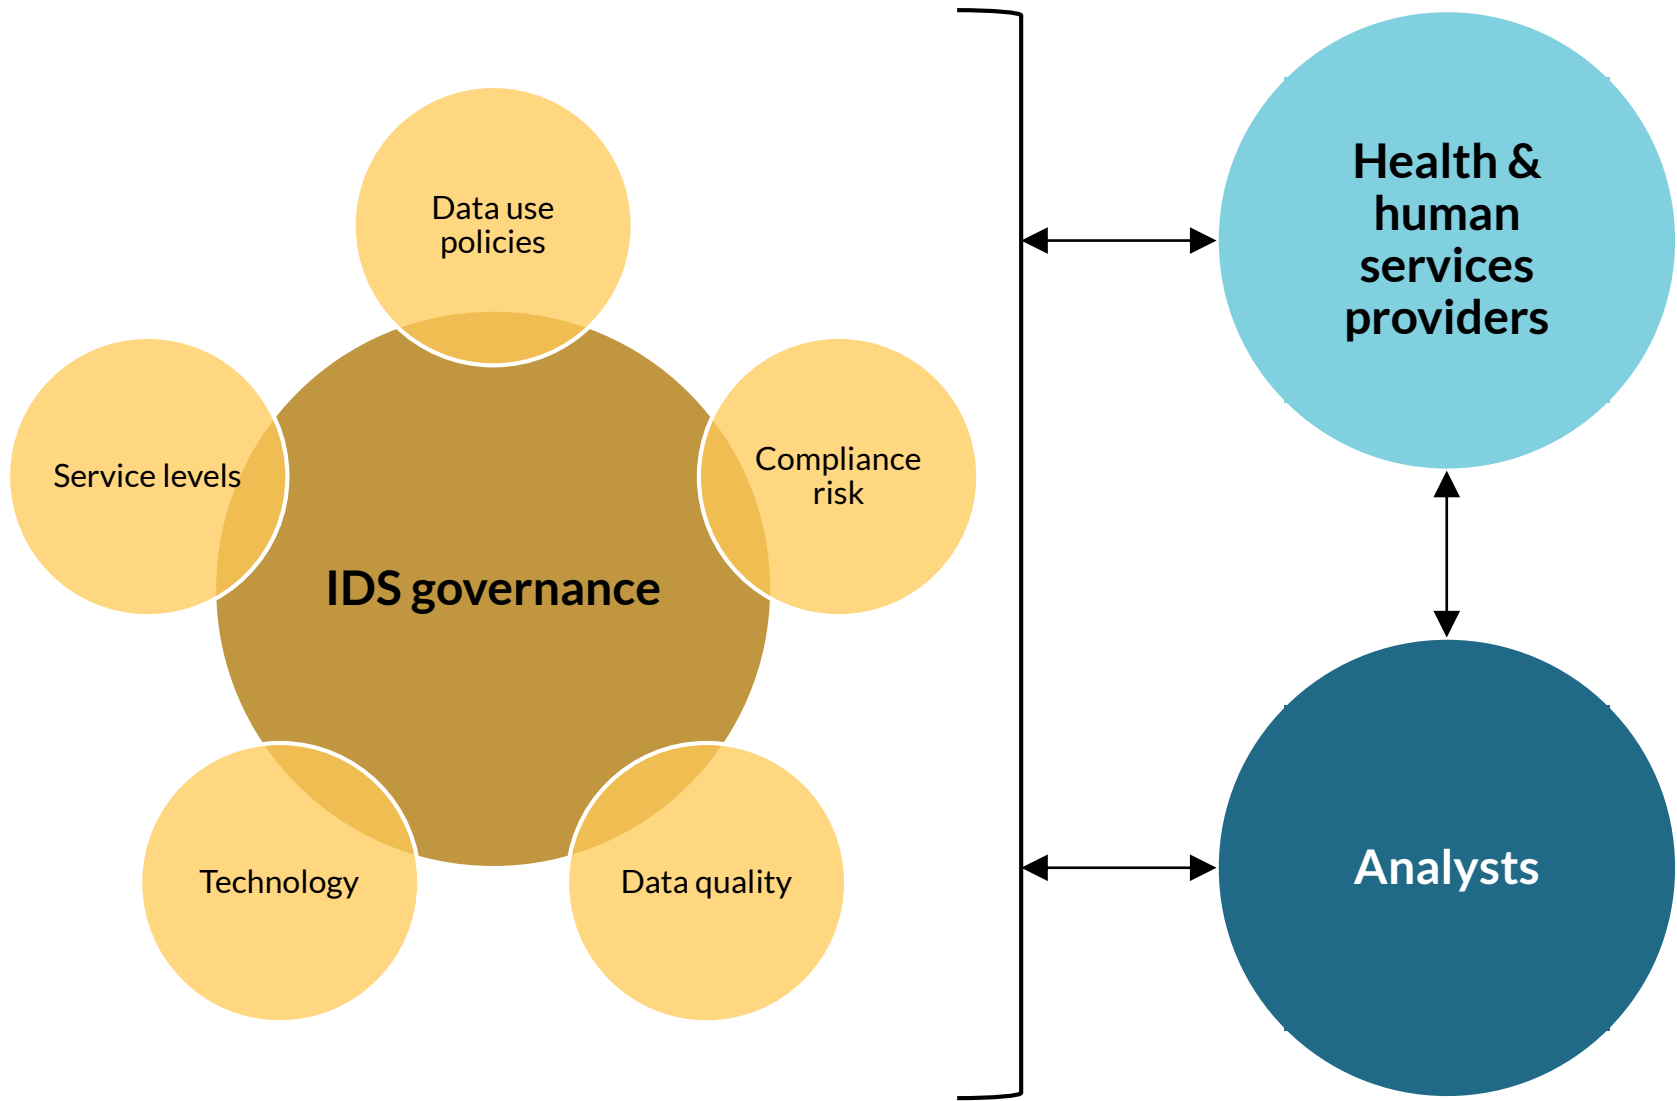 Data use
policies
Service levels
Compliance
risk
IDS governance
Technology
Data quality
Health &
human
services
providers
Analysts